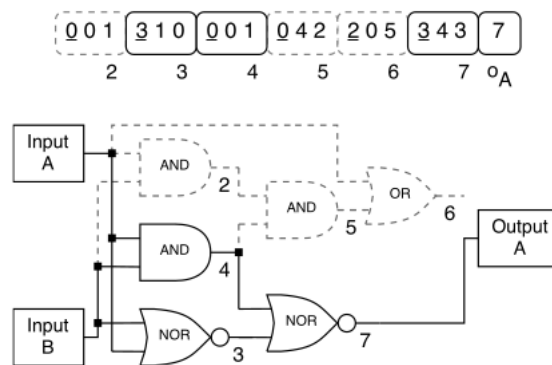 0 0 1 3 1 0 0 0 1 0 4 2 2 0 5 3 4 3 7
2 3 4 5 6 7 oA
Input A
AND
2
OR
AND
6
5
Output A
AND
4
Input B
NOR
3
NOR
7